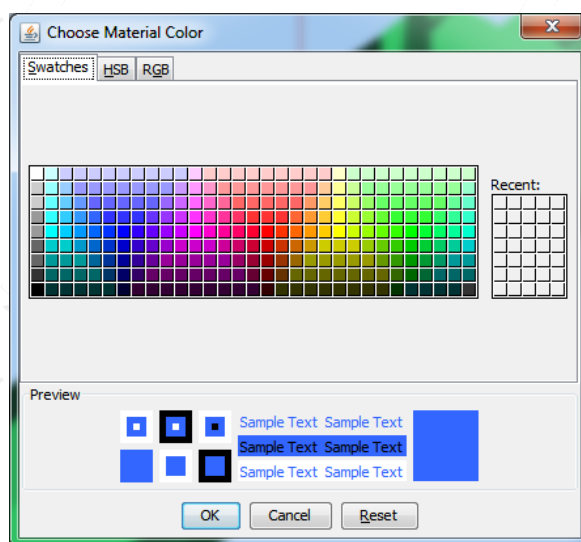 Choose Material Color
Swatches HSB RGB
Recent:
Preview
Sample Text Sample Text
Sample Text Sample Text
Sample Text Sample Text
OK Cancel Reset